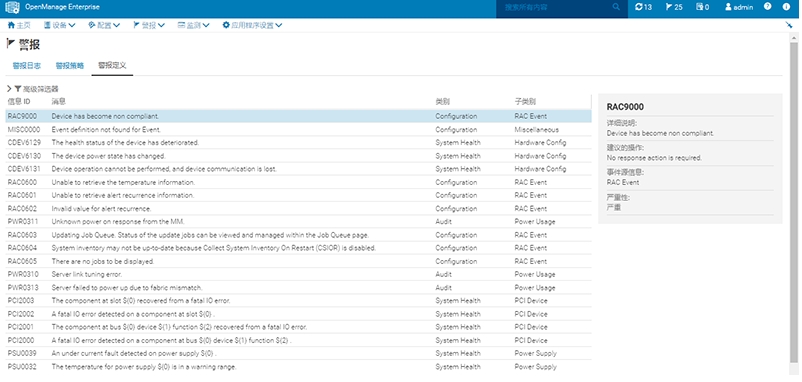 OpenManage Enterprise
搜索所有内容
13
25
0
admin
主页 设备 配置 警报 监测 应用程序设置
警报
警报日志 警报策略 警报定义
高级筛选器
信息 ID 消息 类别 子类别
RAC9000 Device has become non compliant. Configuration RAC Event
MISC0000 Event definition not found for Event. Configuration Miscellaneous
CDEV6129 The health status of the device has deteriorated. System Health Hardware Config
CDEV6130 The device power state has changed. System Health Hardware Config
CDEV6131 Device operation cannot be performed, and device communication is lost. System Health Hardware Config
RAC0600 Unable to retrieve the temperature information. Configuration RAC Event
RAC0601 Unable to retrieve alert recurrence information. Configuration RAC Event
RAC0602 Invalid value for alert recurrence. Configuration RAC Event
PWR0311 Unknown power on response from the MM. Audit Power Usage
RAC0603 Updating Job Queue. Status of the update jobs can be viewed and managed within the Job Queue page. Configuration RAC Event
RAC0604 System inventory may not be up-to-date because Collect System Inventory On Restart (CSIOR) is disabled. Configuration RAC Event
RAC0605 There are no jobs to be displayed. Configuration RAC Event
PWR0310 Server link tuning error. Audit Power Usage
PWR0313 Server failed to power up due to fabric mismatch. Audit Power Usage
PCI2003 The component at slot ${0} recovered from a fatal IO error. System Health PCI Device
PCI2002 A fatal IO error detected on a component at slot ${0} . System Health PCI Device
PCI2001 The component at bus ${0} device ${1} function ${2} recovered from a fatal IO error. System Health PCI Device
PCI2000 A fatal IO error detected on a component at bus ${0} device ${1} function ${2} . System Health PCI Device
PSU0039 An under current fault detected on power supply ${0} . System Health Power Supply
PSU0032 The temperature for power supply ${0} is in a warning range. System Health Power Supply
RAC9000
详细说明:
Device has become non compliant.
建议的操作:
No response action is required.
事件源信息:
RAC Event
严重性:
严重